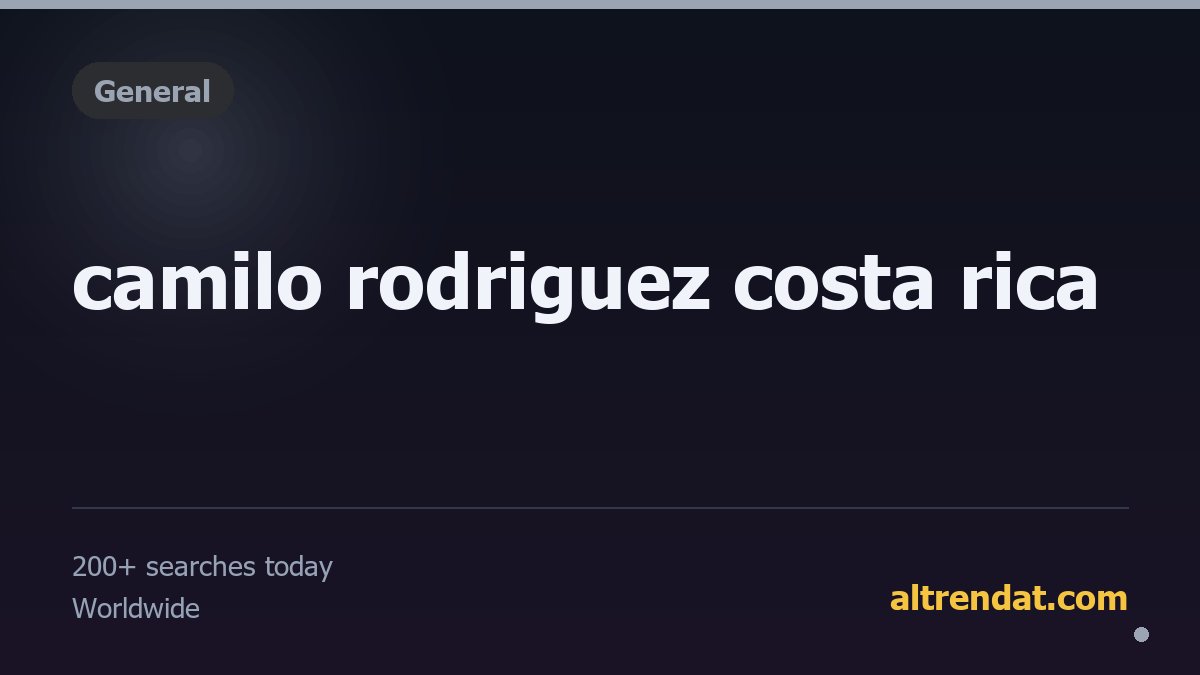 General
camilo rodriguez costa rica
200+ searches today
Worldwide
altrendat.com